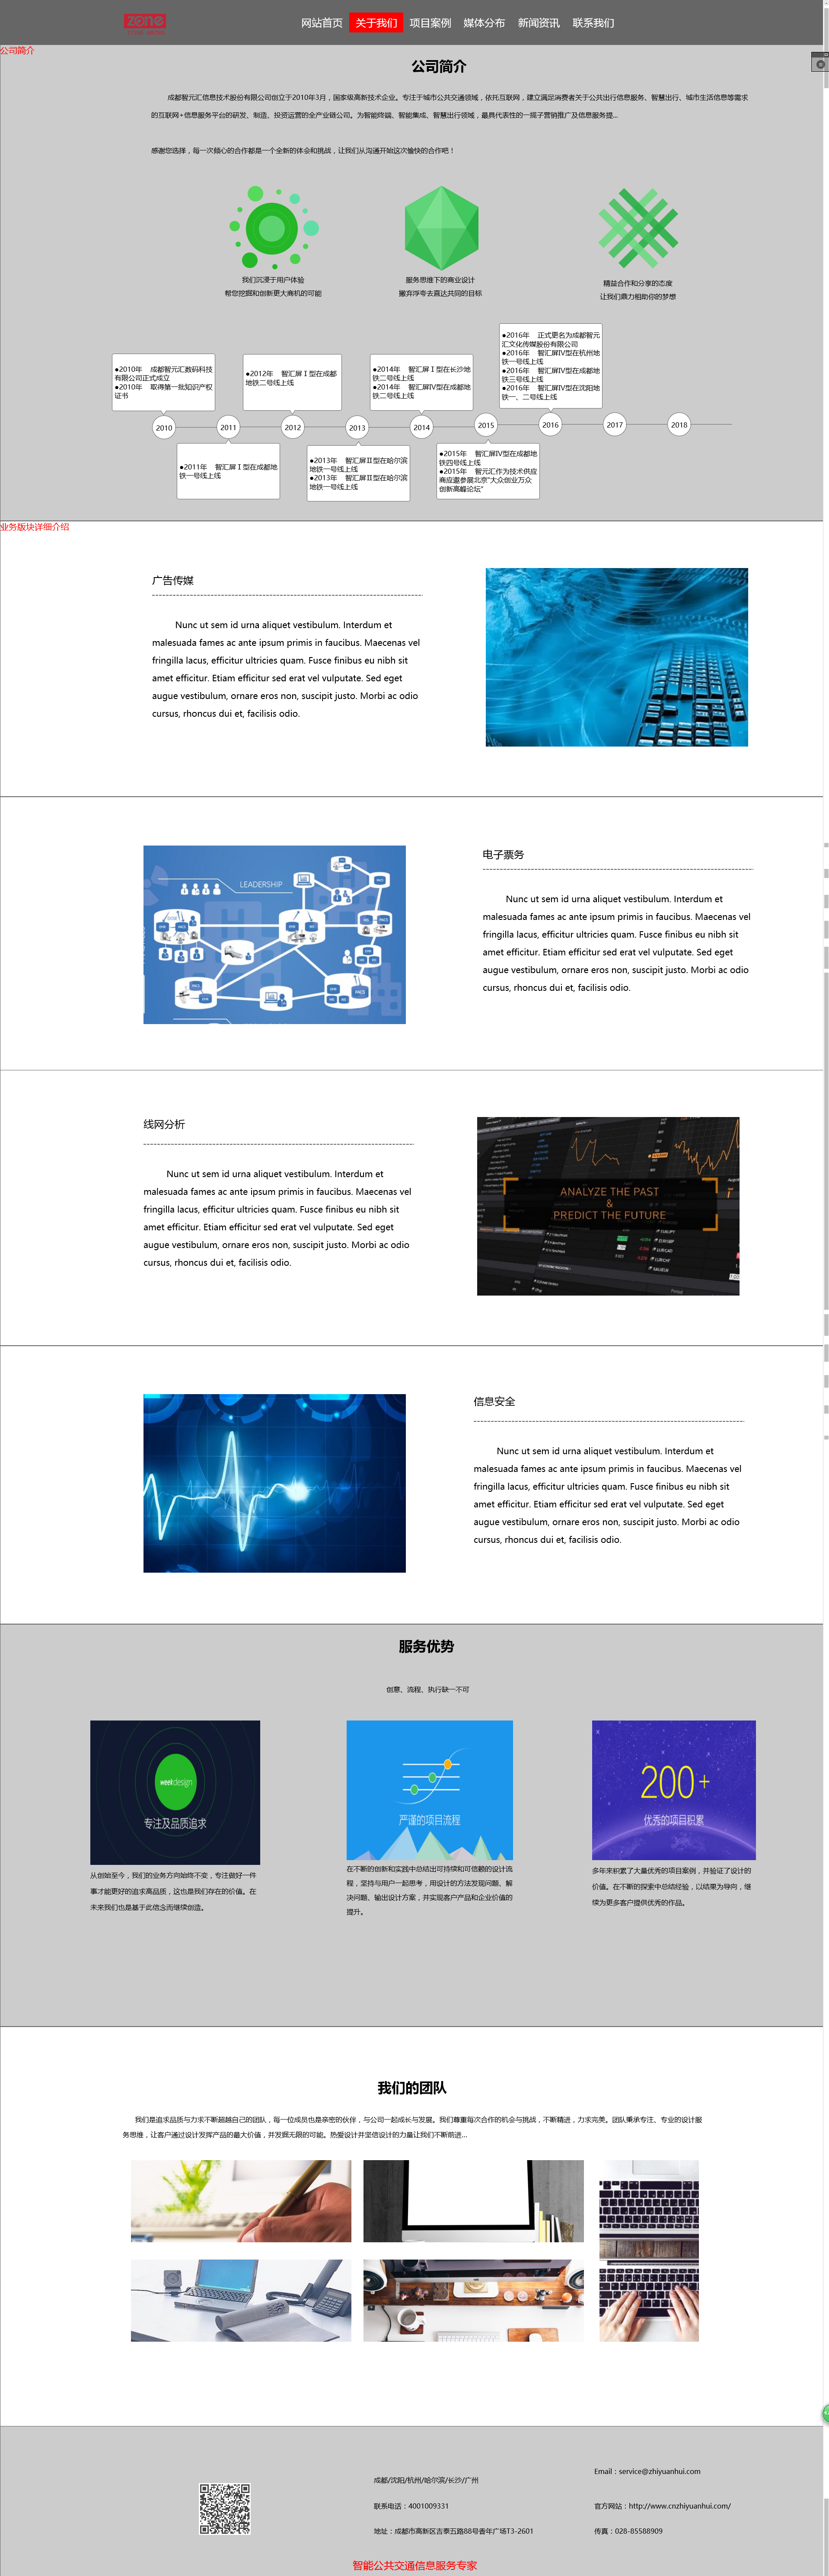 zone
网站首页 关于我们 项目案例 媒体分布 新闻资讯 联系我们
公司简介
公司简介
成都智元汇信息技术股份有限公司创立于2010年3月，国家级高新技术企业。专注于城市公共交通领域，依托互联网，建立满足消费者关于公共出行信息服务、智慧出行、城市生活信息等需求
的互联网+信息服务平台的研发、制造、投资运营的全产业链公司。为智能终端、智能集成、智慧出行领域，最具代表性的一揽子营销推广及信息服务提...
感谢您选择，每一次倾心的合作都是一个全新的体会和挑战，让我们从沟通开始这次愉快的合作吧！
我们沉浸于用户体验
帮您挖掘和创新更大商机的可能
服务思维下的商业设计
摒弃浮夸去直达共同的目标
精益合作和分享的态度
让我们鼎力相助你的梦想
●2010年 成都智元汇数码科技
有限公司正式成立
●2010年 取得第一批知识产权
证书
●2012年 智汇屏Ⅰ型在成都
地铁二号线上线
●2014年 智汇屏Ⅰ型在长沙地
铁二号线上线
●2014年 智汇屏Ⅳ型在成都地
铁二号线上线
●2016年 正式更名为成都智元
汇文化传媒股份有限公司
●2016年 智汇屏Ⅳ型在杭州地
铁一号线上线
●2016年 智汇屏Ⅳ型在成都地
铁三号线上线
●2016年 智汇屏Ⅳ型在沈阳地
铁一、二号线上线
2010 2011 2012 2013 2014 2015 2016 2017 2018
●2011年 智汇屏Ⅰ型在成都地
铁一号线上线
●2013年 智汇屏Ⅱ型在哈尔滨
地铁一号线上线
●2013年 智汇屏Ⅱ型在哈尔滨
地铁一号线上线
●2015年 智汇屏Ⅳ型在成都地
铁四号线上线
●2015年 智元汇作为技术供应
商应邀参展北京“大众创业万众
创新高峰论坛”
业务版块详细介绍
广告传媒
Nunc ut sem id urna aliquet vestibulum. Interdum et
malesuada fames ac ante ipsum primis in faucibus. Maecenas vel
fringilla lacus, efficitur ultricies quam. Fusce finibus eu nibh sit
amet efficitur. Etiam efficitur sed erat vel vulputate. Sed eget
augue vestibulum, ornare eros non, suscipit justo. Morbi ac odio
cursus, rhoncus dui et, facilisis odio.
LEADERSHIP
电子票务
Nunc ut sem id urna aliquet vestibulum. Interdum et
malesuada fames ac ante ipsum primis in faucibus. Maecenas vel
fringilla lacus, efficitur ultricies quam. Fusce finibus eu nibh sit
amet efficitur. Etiam efficitur sed erat vel vulputate. Sed eget
augue vestibulum, ornare eros non, suscipit justo. Morbi ac odio
cursus, rhoncus dui et, facilisis odio.
线网分析
Nunc ut sem id urna aliquet vestibulum. Interdum et
malesuada fames ac ante ipsum primis in faucibus. Maecenas vel
fringilla lacus, efficitur ultricies quam. Fusce finibus eu nibh sit
amet efficitur. Etiam efficitur sed erat vel vulputate. Sed eget
augue vestibulum, ornare eros non, suscipit justo. Morbi ac odio
cursus, rhoncus dui et, facilisis odio.
ANALYZE THE PAST
&
PREDICT THE FUTURE
信息安全
Nunc ut sem id urna aliquet vestibulum. Interdum et
malesuada fames ac ante ipsum primis in faucibus. Maecenas vel
fringilla lacus, efficitur ultricies quam. Fusce finibus eu nibh sit
amet efficitur. Etiam efficitur sed erat vel vulputate. Sed eget
augue vestibulum, ornare eros non, suscipit justo. Morbi ac odio
cursus, rhoncus dui et, facilisis odio.
服务优势
创意、流程、执行缺一不可
weekdesign
专注及品质追求
严谨的项目流程
200+
优秀的项目积累
从创始至今，我们的业务方向始终不变，专注做好一件
事才能更好的追求高品质，这也是我们存在的价值。在
未来我们也是基于此信念而继续创造。
在不断的创新和实践中总结出可持续和可信赖的设计流
程，坚持与用户一起思考，用设计的方法发现问题、解
决问题、输出设计方案，并实现客户产品和企业价值的
提升。
多年来积累了大量优秀的项目案例，并验证了设计的
价值。在不断的探索中总结经验，以结果为导向，继
续为更多客户提供优秀的作品。
我们的团队
我们是追求品质与力求不断超越自己的团队，每一位成员也是亲密的伙伴，与公司一起成长与发展。我们尊重每次合作的机会与挑战，不断精进，力求完美。团队秉承专注、专业的设计服
务思维，让客户通过设计发挥产品的最大价值，并发掘无限的可能。热爱设计并坚信设计的力量让我们不断前进...
成都/沈阳/杭州/哈尔滨/长沙/广州
联系电话：4001009331
地址：成都市高新区吉泰五路88号香年广场T3-2601
Email：service@zhiyuanhui.com
官方网站：http://www.cnzhiyuanhui.com/
传真：028-85588909
智能公共交通信息服务专家